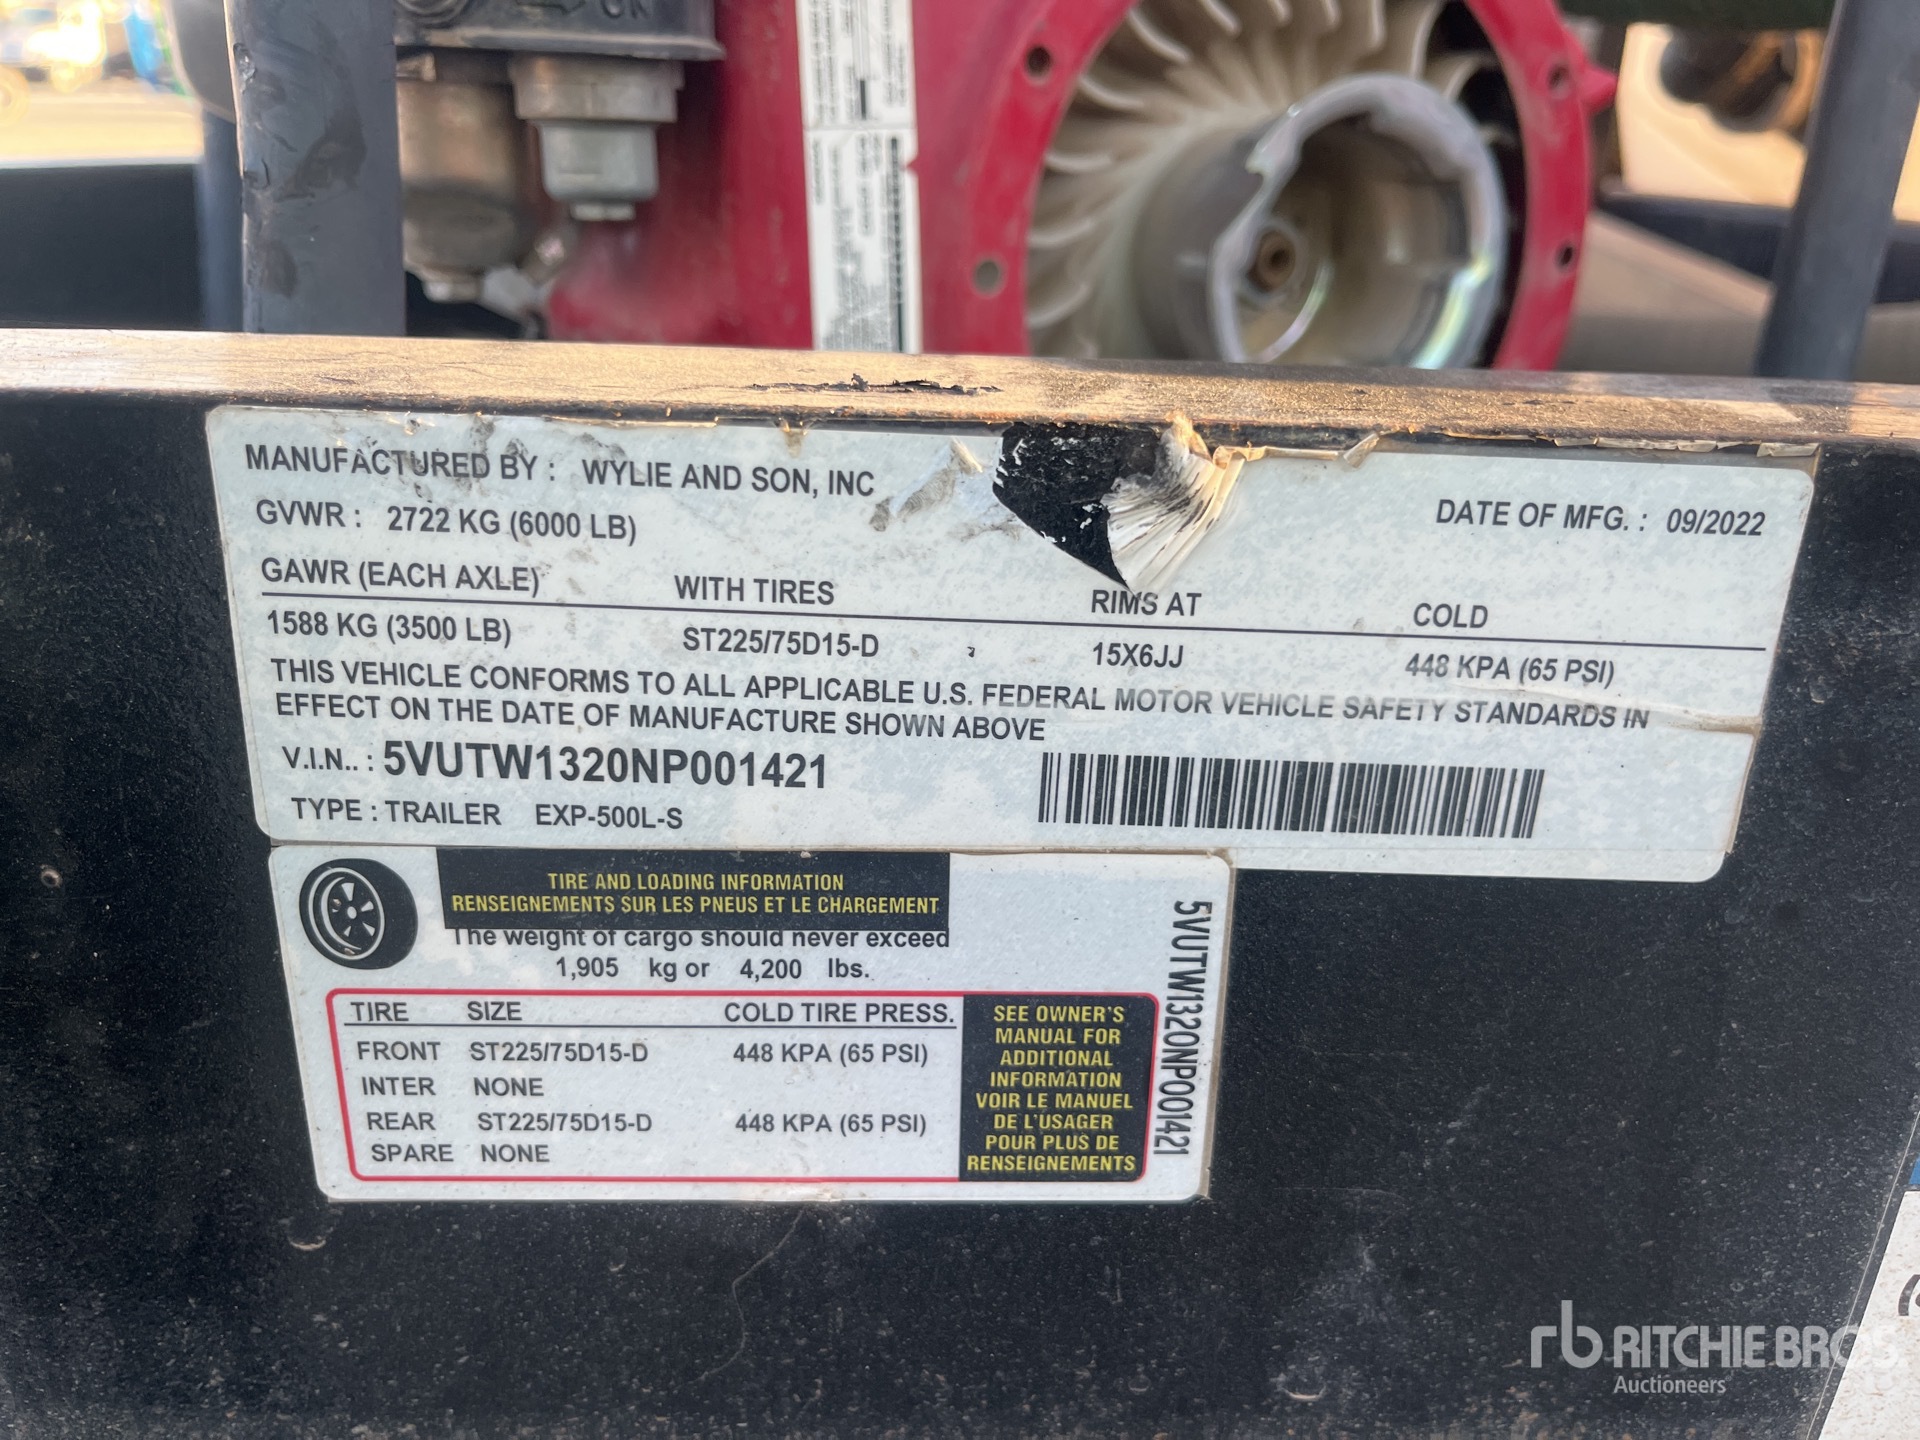 ON
MANUFACTURED BY : WYLIE AND SON, INC
GVWR : 2722 KG (6000 LB)
DATE OF MFG. : 09/2022
GAWR (EACH AXLE) WITH TIRES RIMS AT COLD
1588 KG (3500 LB) ST225/75D15-D 15X6JJ 448 KPA (65 PSI)
THIS VEHICLE CONFORMS TO ALL APPLICABLE U.S. FEDERAL MOTOR VEHICLE SAFETY STANDARDS IN
EFFECT ON THE DATE OF MANUFACTURE SHOWN ABOVE
V.I.N.. : 5VUTW1320NP001421
TYPE : TRAILER EXP-500L-S
TIRE AND LOADING INFORMATION
RENSEIGNEMENTS SUR LES PNEUS ET LE CHARGEMENT
The weight of cargo should never exceed
1,905 kg or 4,200 lbs.
TIRE SIZE COLD TIRE PRESS.
FRONT ST225/75D15-D 448 KPA (65 PSI)
INTER NONE
REAR ST225/75D15-D 448 KPA (65 PSI)
SPARE NONE
SEE OWNER'S
MANUAL FOR
ADDITIONAL
INFORMATION
VOIR LE MANUEL
DE L'USAGER
POUR PLUS DE
RENSEIGNEMENTS
5VUTW1320NP001421
rb RITCHIE BROS.
Auctioneers